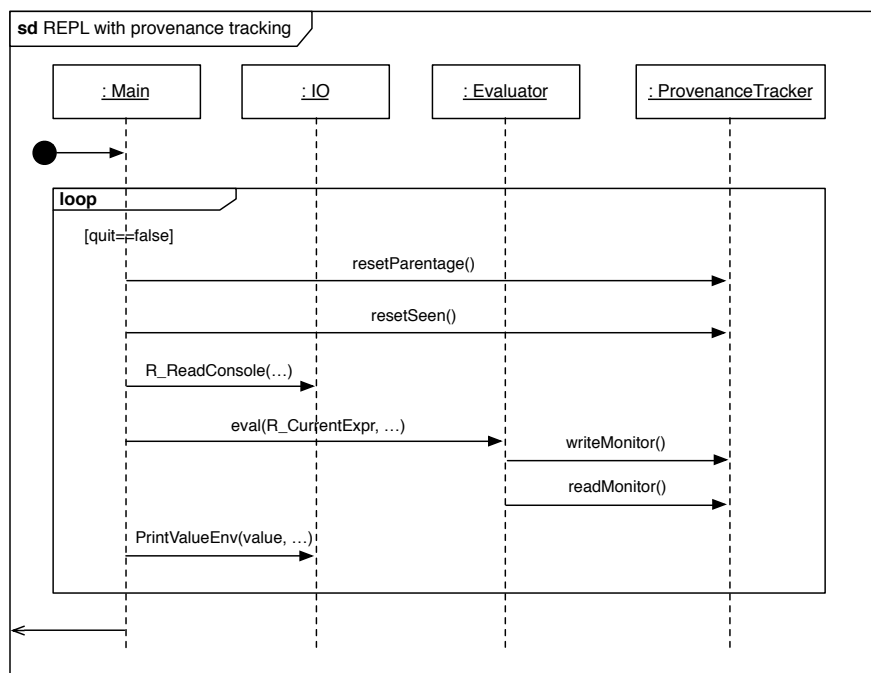 sd REPL with provenance tracking
: Main
: IO
: Evaluator
: ProvenanceTracker
loop
[quit==false]
resetParentage()
resetSeen()
R_ReadConsole(…)
eval(R_CurrentExpr, …)
writeMonitor()
readMonitor()
PrintValueEnv(value, …)